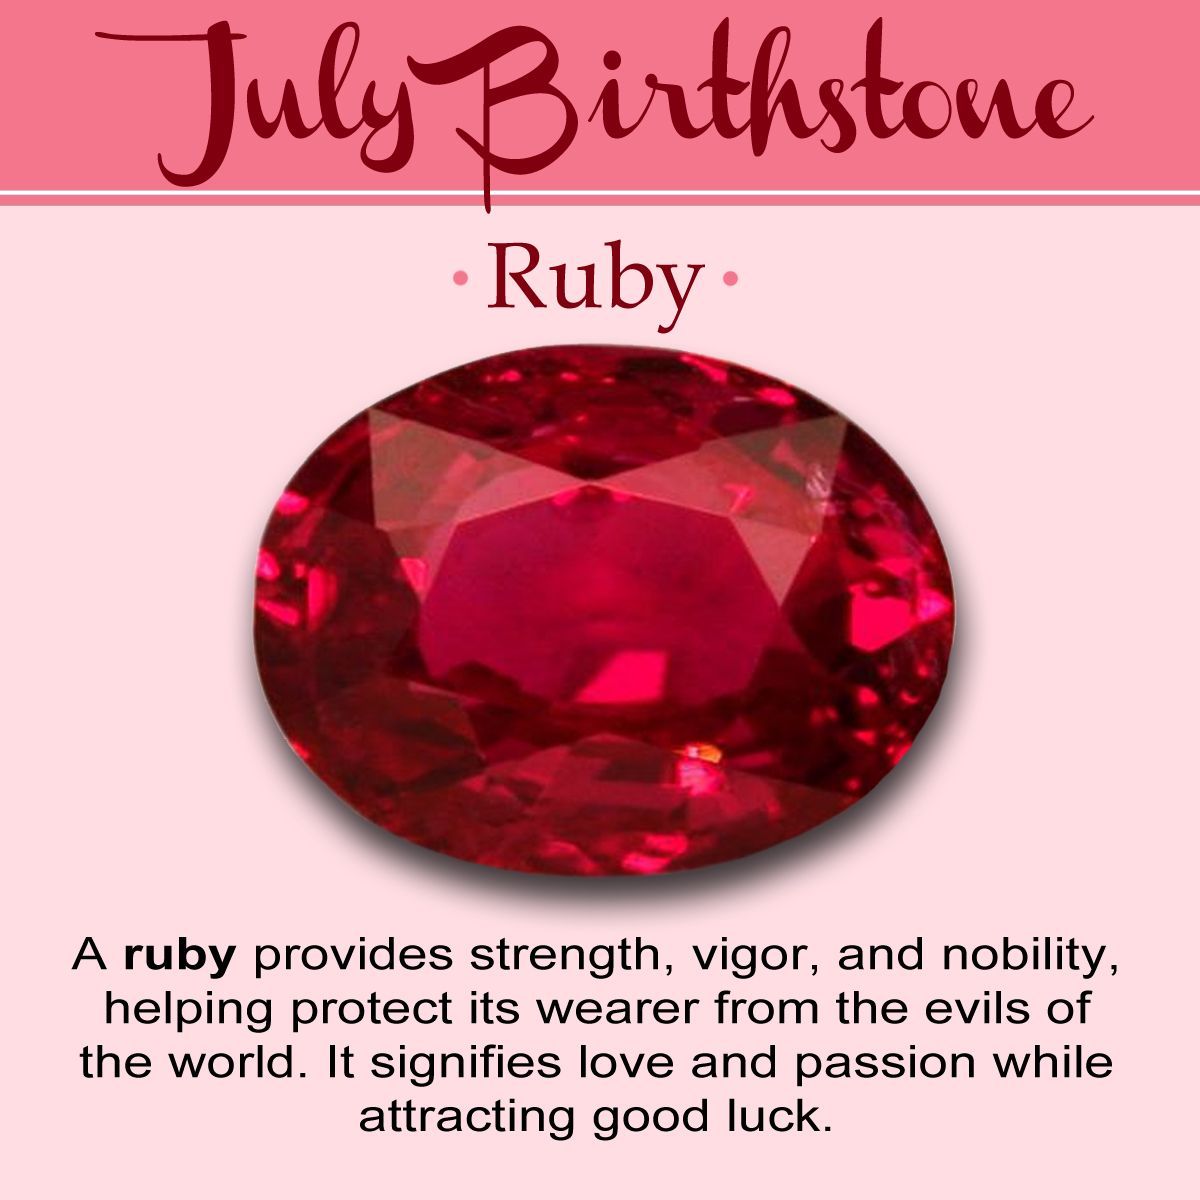 July Birthstone
• Ruby •
A ruby provides strength, vigor, and nobility,
helping protect its wearer from the evils of
the world. It signifies love and passion while
attracting good luck.